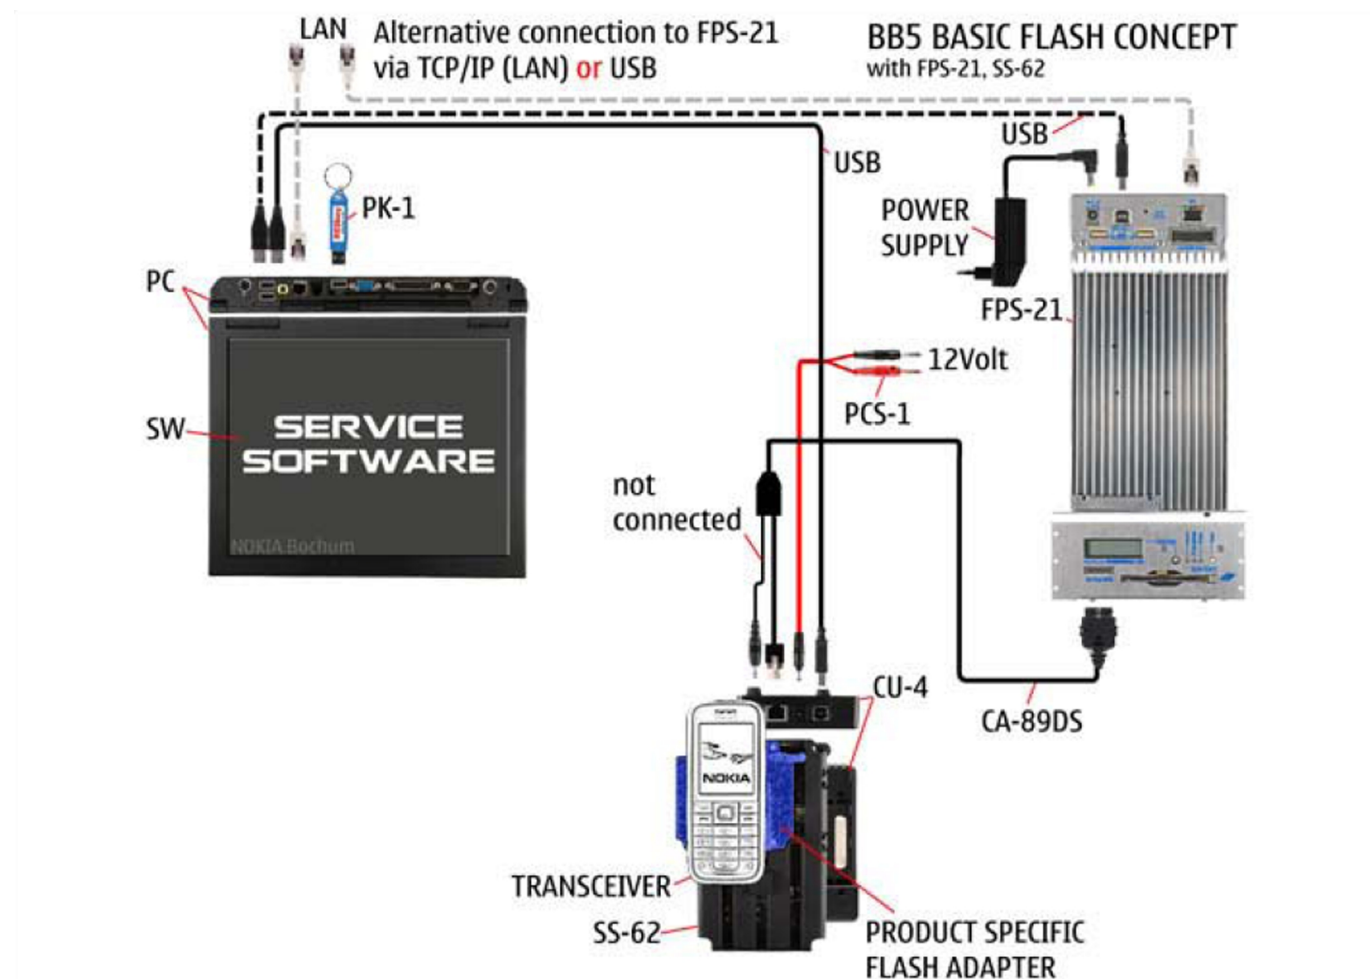 LAN
Alternative connection to FPS-21
via TCP/IP (LAN) or USB
BB5 BASIC FLASH CONCEPT
with FPS-21, SS-62
USB
USB
PK-1
POWER
SUPPLY
PC
FPS-21
12Volt
PCS-1
SW
SERVICE
SOFTWARE
NOKIA Bochum
not
connected
CU-4
CA-89DS
NOKIA
TRANSCEIVER
SS-62
PRODUCT SPECIFIC
FLASH ADAPTER